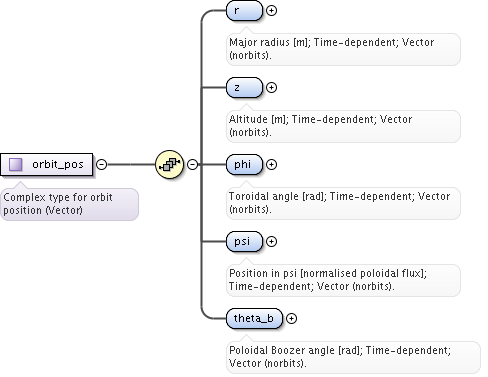 r
Major radius [m]; Time-dependent; Vector
(norbits).
z
Altitude [m]; Time-dependent; Vector
(norbits).
orbit_pos
Complex type for orbit
position (Vector)
phi
Toroidal angle [rad]; Time-dependent; Vector
(norbits).
psi
Position in psi [normalised poloidal flux];
Time-dependent; Vector (norbits).
theta_b
Poloidal Boozer angle [rad]; Time-dependent;
Vector (norbits).